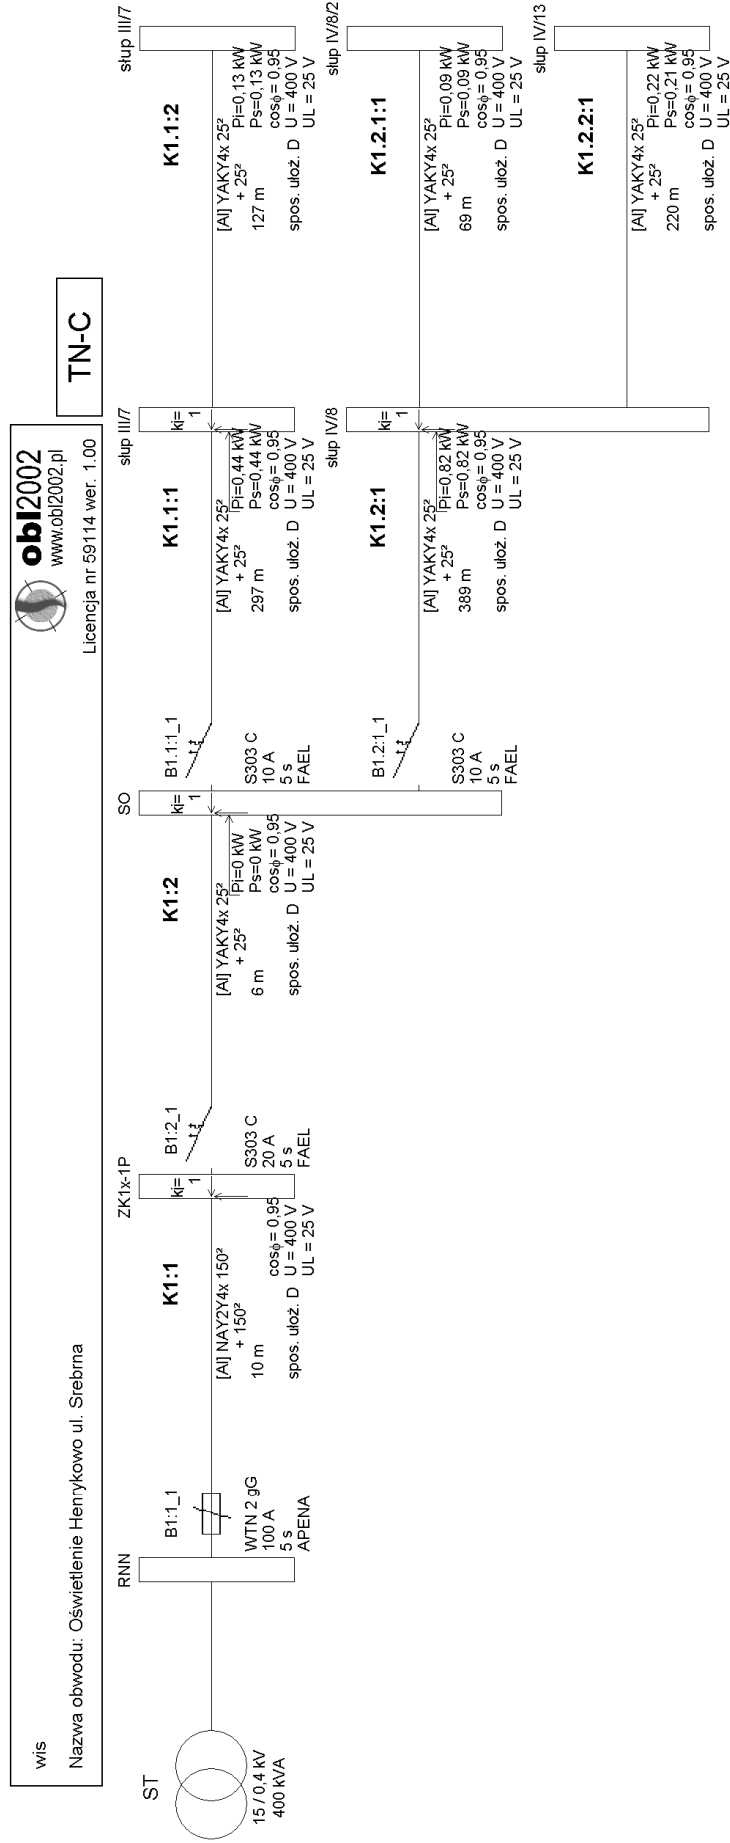 wis
Nazwa obwodu: Oświetlenie Henrykowo ul. Srebrna
obl2002
www.obl2002.pl
Licencja nr 59114 wer. 1.00
TN-C
ST
15 / 0,4 kV
400 kVA
RNN
B1:1_1
WTN 2 gG
100 A
5 s
APENA
K1:1
[Al] NAY2Y4x 150²
+ 150²
10 m
cosϕ= 0,95
spos. ułoż. D U = 400 V
UL = 25 V
ZK1x-1P
kj=
1
B1:2_1
S303 C
20 A
5 s
FAEL
K1:2
[Al] YAKY4x 25²
+ 25²
Pi=0 kW
6 m
Ps=0 kW
cosϕ= 0,95
spos. ułoż. D U = 400 V
UL = 25 V
SO
kj=
1
B1.1:1_1
S303 C
10 A
5 s
FAEL
K1.1:1
[Al] YAKY4x 25²
+ 25²
Pi=0,44 kW
297 m
Ps=0,44 kW
cosϕ= 0,95
spos. ułoż. D U = 400 V
UL = 25 V
słup III/7
kj=
1
K1.1:2
[Al] YAKY4x 25²
+ 25²
Pi=0,13 kW
127 m
Ps=0,13 kW
cosϕ= 0,95
spos. ułoż. D U = 400 V
UL = 25 V
słup III/7
B1.2:1_1
S303 C
10 A
5 s
FAEL
K1.2:1
[Al] YAKY4x 25²
+ 25²
Pi=0,82 kW
389 m
Ps=0,82 kW
cosϕ= 0,95
spos. ułoż. D U = 400 V
UL = 25 V
słup IV/8
kj=
1
K1.2.1:1
[Al] YAKY4x 25²
+ 25²
Pi=0,09 kW
69 m
Ps=0,09 kW
cosϕ= 0,95
spos. ułoż. D U = 400 V
UL = 25 V
słup IV/8/2
K1.2.2:1
[Al] YAKY4x 25²
+ 25²
Pi=0,22 kW
220 m
Ps=0,21 kW
cosϕ= 0,95
spos. ułoż. D U = 400 V
UL = 25 V
słup IV/13